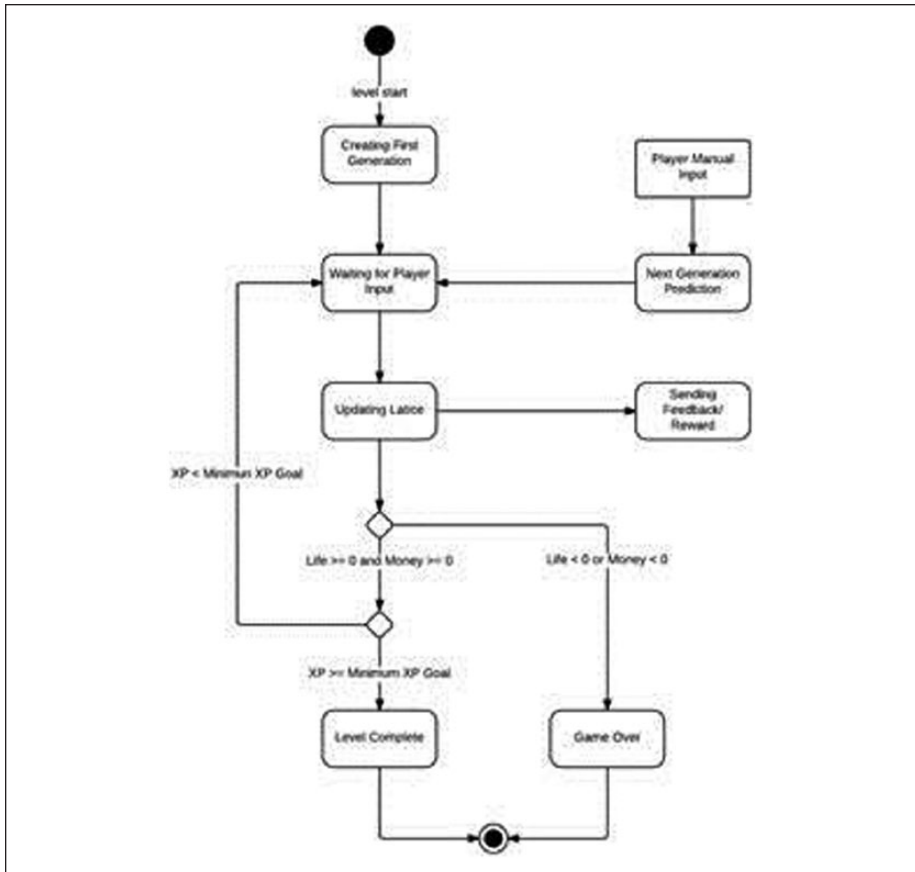 level start
Creating First
Generation
Player Manual
Input
Waiting for Player
Input
Next Generation
Prediction
Updating Latice
Sending
Feedback/
Reward
XP < Minimun XP Goal
Life >= 0 and Money >= 0
Life < 0 or Money < 0
XP >= Minimum XP Goal
Level Complete
Game Over